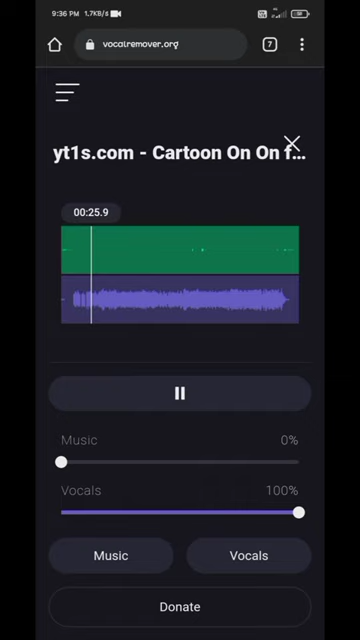 9:36 PM 1.7KB/s
vocalremover.org
7
yt1s.com - Cartoon On On f...
00:25.9
Music 0%
Vocals 100%
Music Vocals
Donate